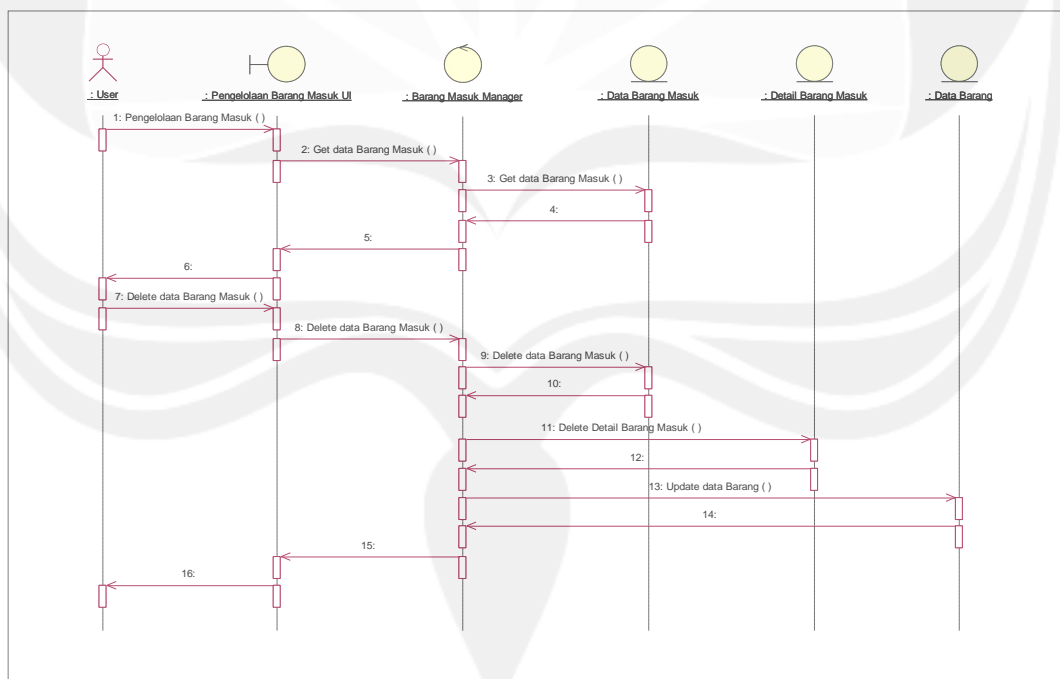 : User
: Pengelolaan Barang Masuk UI
: Barang Masuk Manager
: Data Barang Masuk
: Detail Barang Masuk
: Data Barang
1: Pengelolaan Barang Masuk ( )
2: Get data Barang Masuk ( )
3: Get data Barang Masuk ( )
4:
5:
6:
7: Delete data Barang Masuk ( )
8: Delete data Barang Masuk ( )
9: Delete data Barang Masuk ( )
10:
11: Delete Detail Barang Masuk ( )
12:
13: Update data Barang ( )
14:
15:
16: